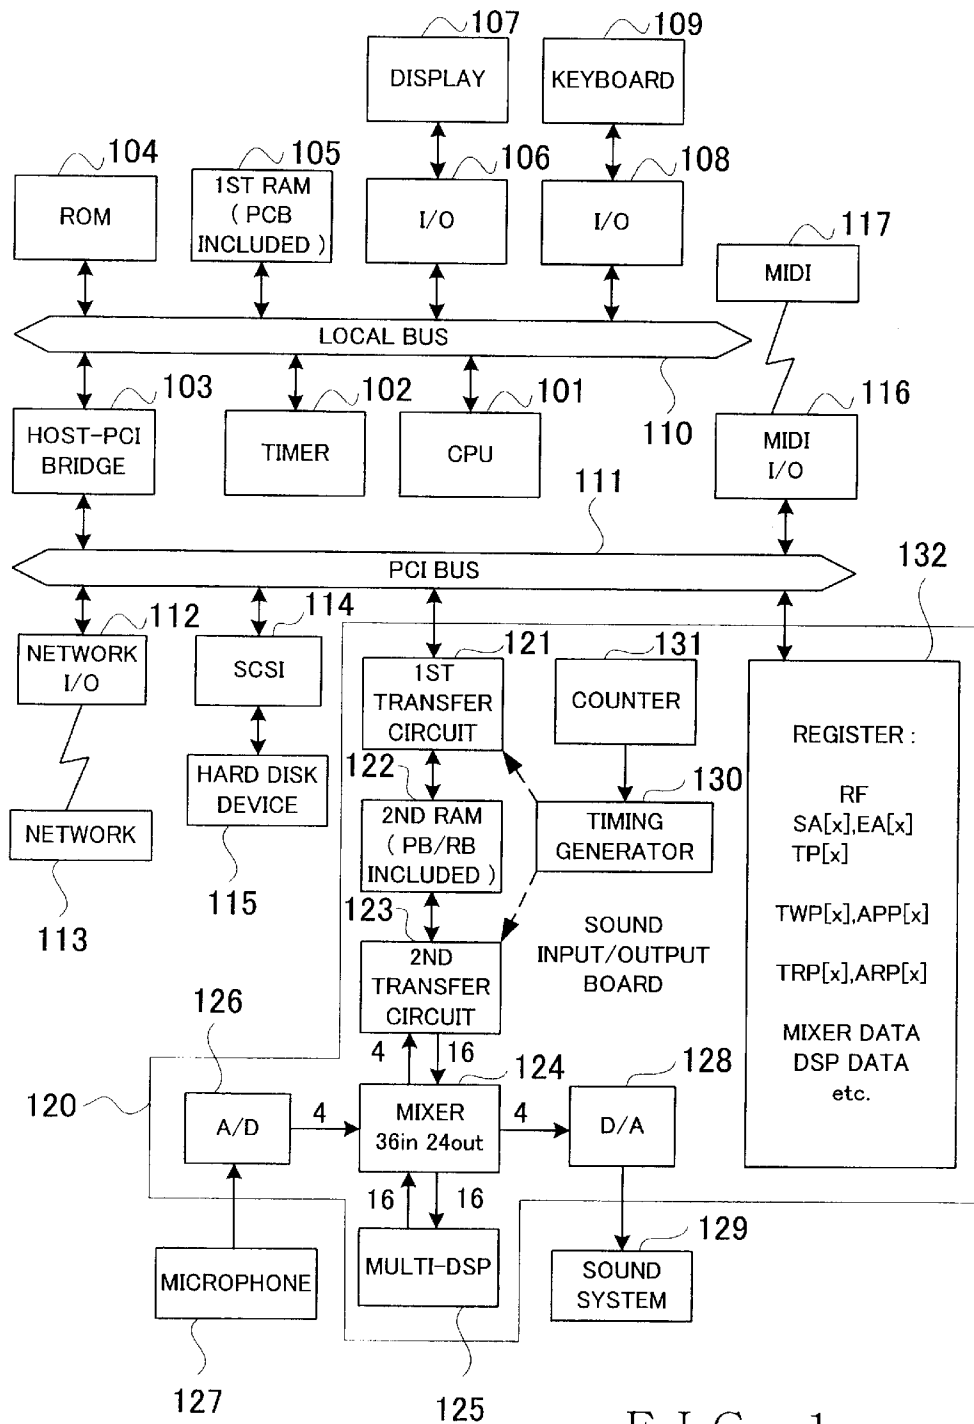 107
109
DISPLAY
KEYBOARD
104
105
106
108
ROM
1ST RAM
( PCB
INCLUDED )
I/O
I/O
117
MIDI
LOCAL BUS
103
102
101
110
116
HOST-PCI
BRIDGE
TIMER
CPU
MIDI
I/O
111
PCI BUS
132
112
114
121
131
NETWORK
I/O
SCSI
1ST
TRANSFER
CIRCUIT
COUNTER
REGISTER :
RF
SA[x],EA[x]
TP[x]
TWP[x],APP[x]
TRP[x],ARP[x]
MIXER DATA
DSP DATA
etc.
122
130
HARD DISK
DEVICE
NETWORK
2ND RAM
( PB/RB
INCLUDED )
TIMING
GENERATOR
115
113
123
SOUND
INPUT/OUTPUT
BOARD
2ND
TRANSFER
CIRCUIT
126
4
16
124
128
120
A/D
4
MIXER
36in 24out
4
D/A
16
16
129
MICROPHONE
MULTI-DSP
SOUND
SYSTEM
127
125
FIG. 1